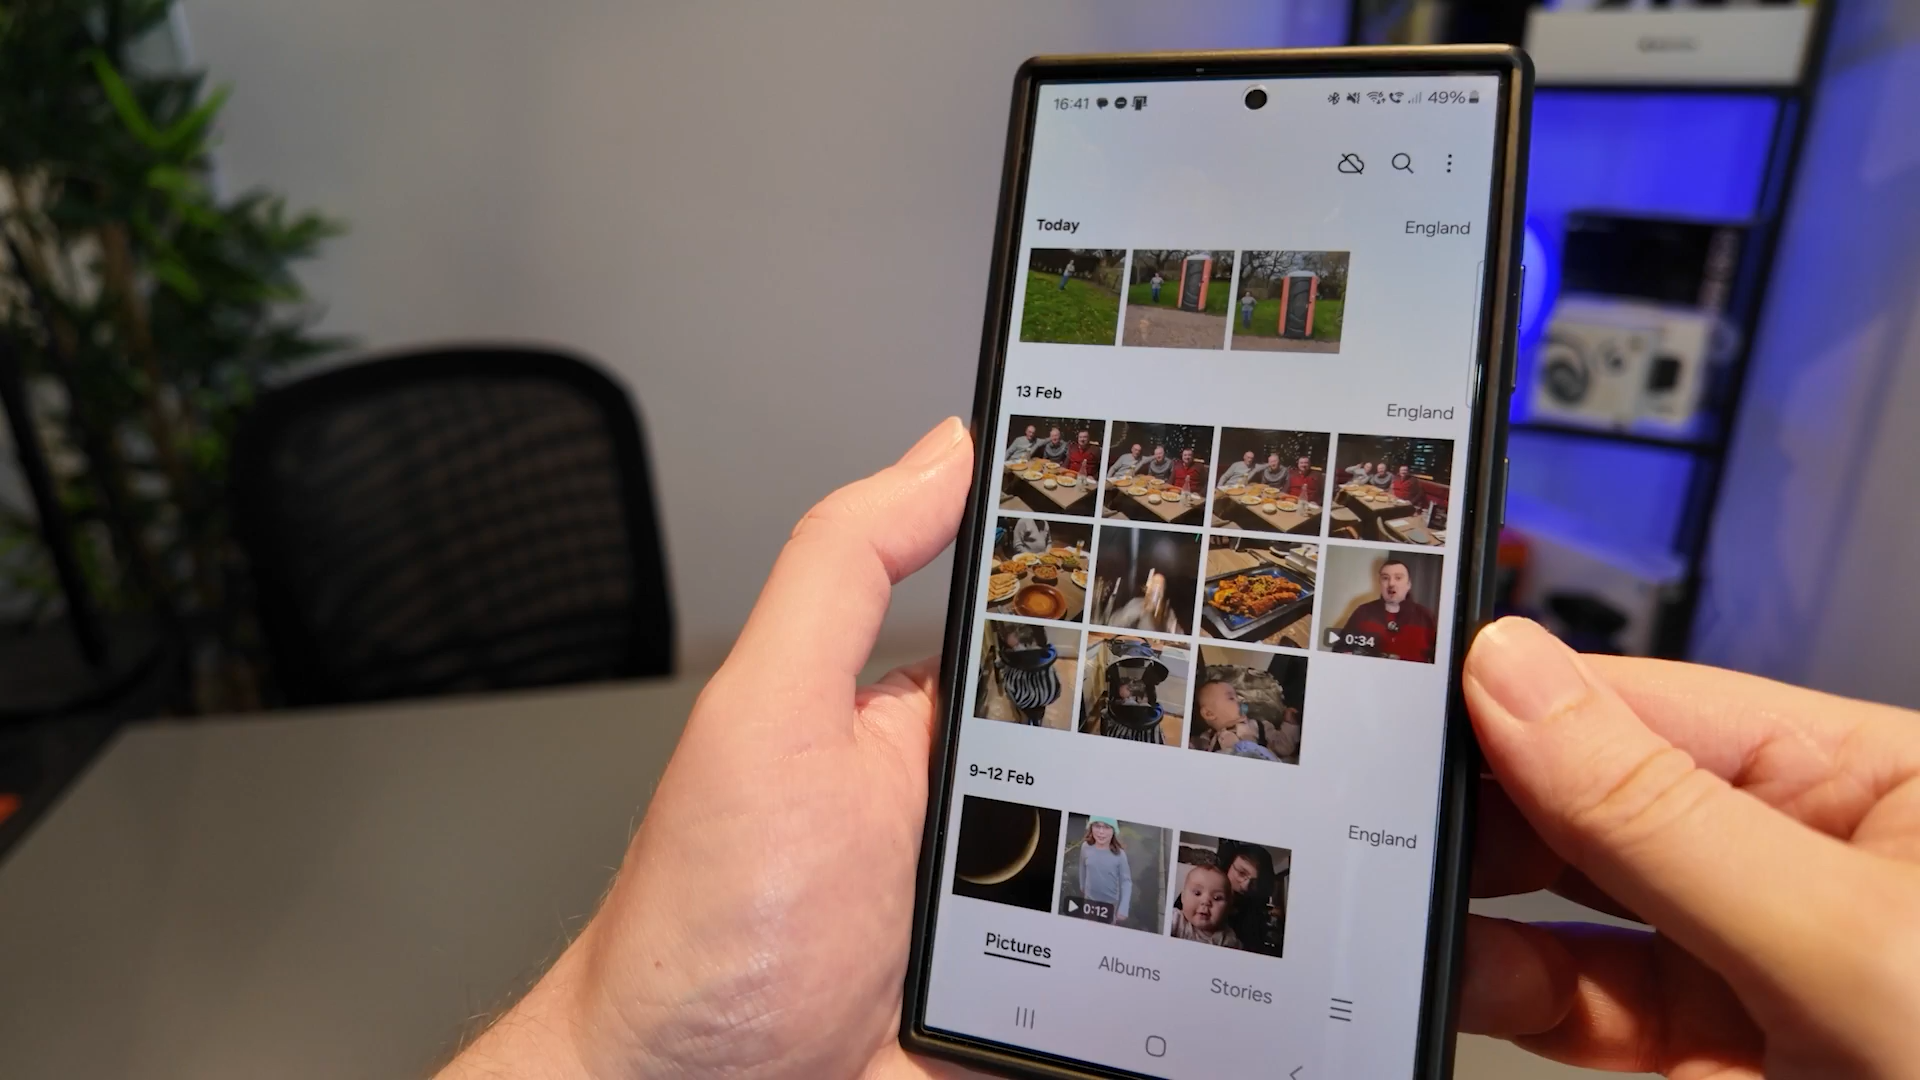 16:41 49%
Today England
13 Feb England
0:34
9–12 Feb England
0:12
Pictures Albums Stories